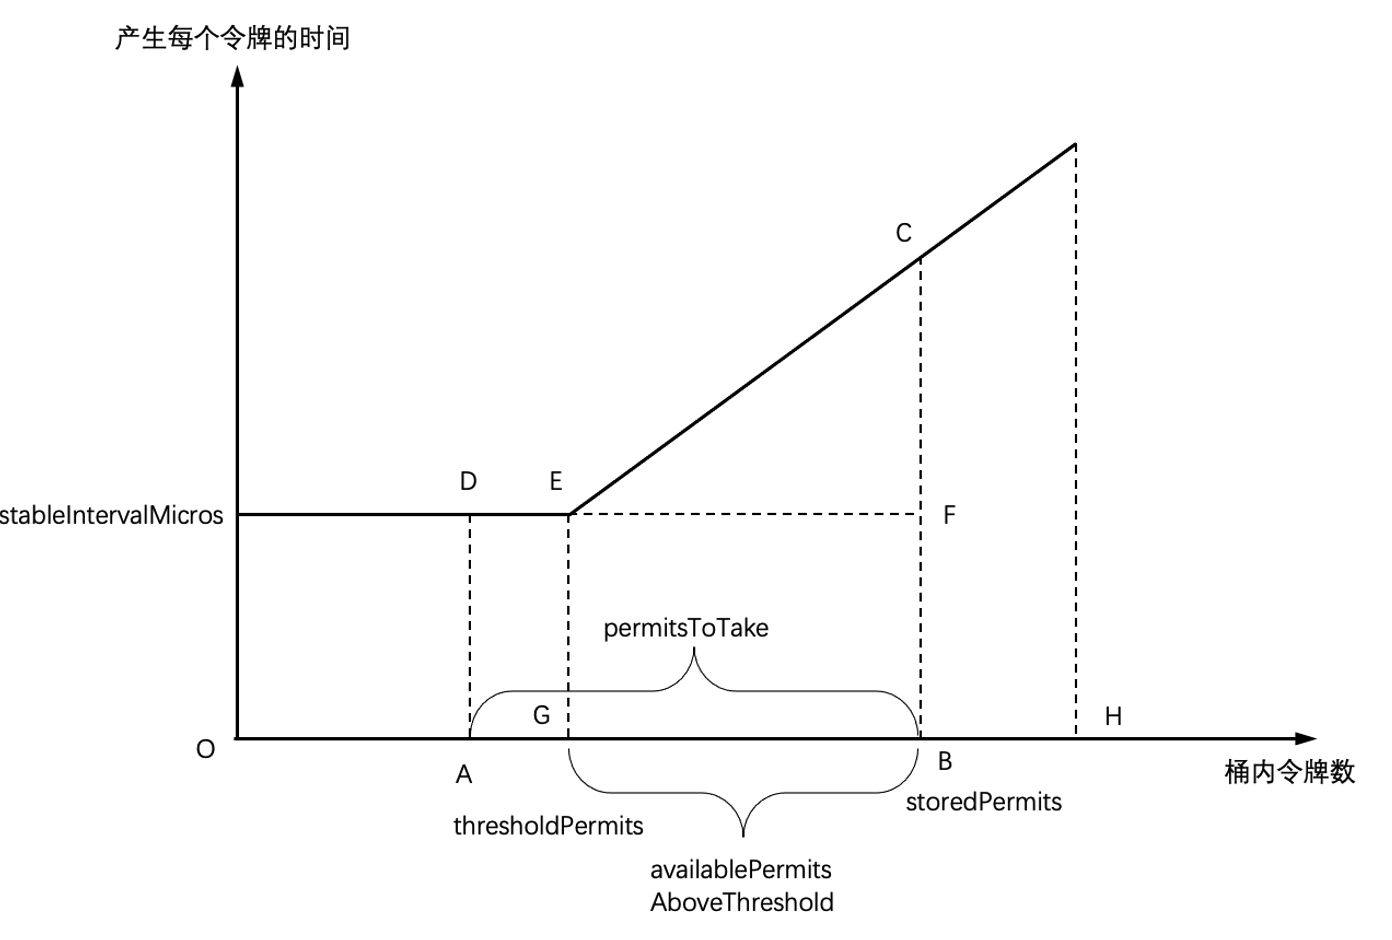 产生每个令牌的时间
C
D
E
stableIntervalMicros
F
permitsToTake
G
H
O
A
B
桶内令牌数
storedPermits
thresholdPermits
availablePermits
AboveThreshold